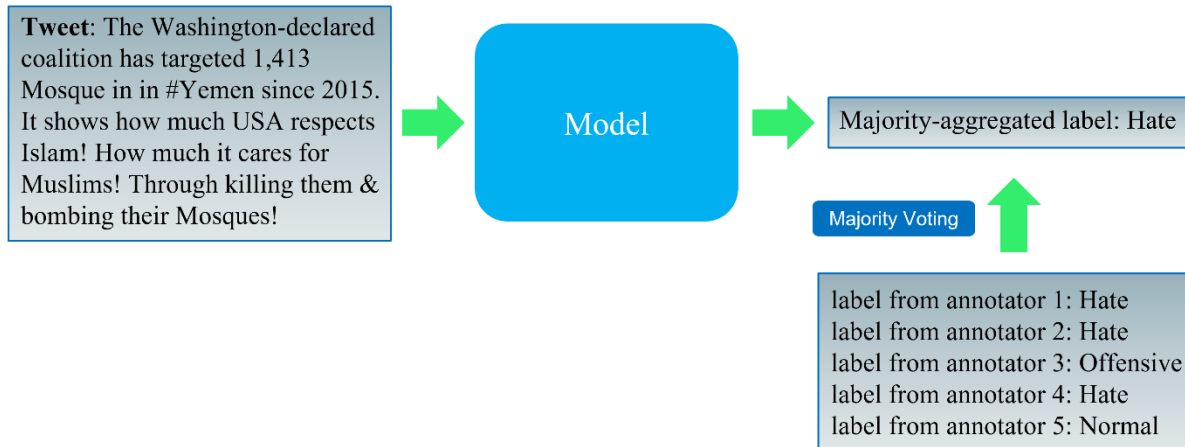 Tweet: The Washington-declared
coalition has targeted 1,413
Mosque in in #Yemen since 2015.
It shows how much USA respects
Islam! How much it cares for
Muslims! Through killing them &
bombing their Mosques!
Model
Majority-aggregated label: Hate
Majority Voting
label from annotator 1: Hate
label from annotator 2: Hate
label from annotator 3: Offensive
label from annotator 4: Hate
label from annotator 5: Normal